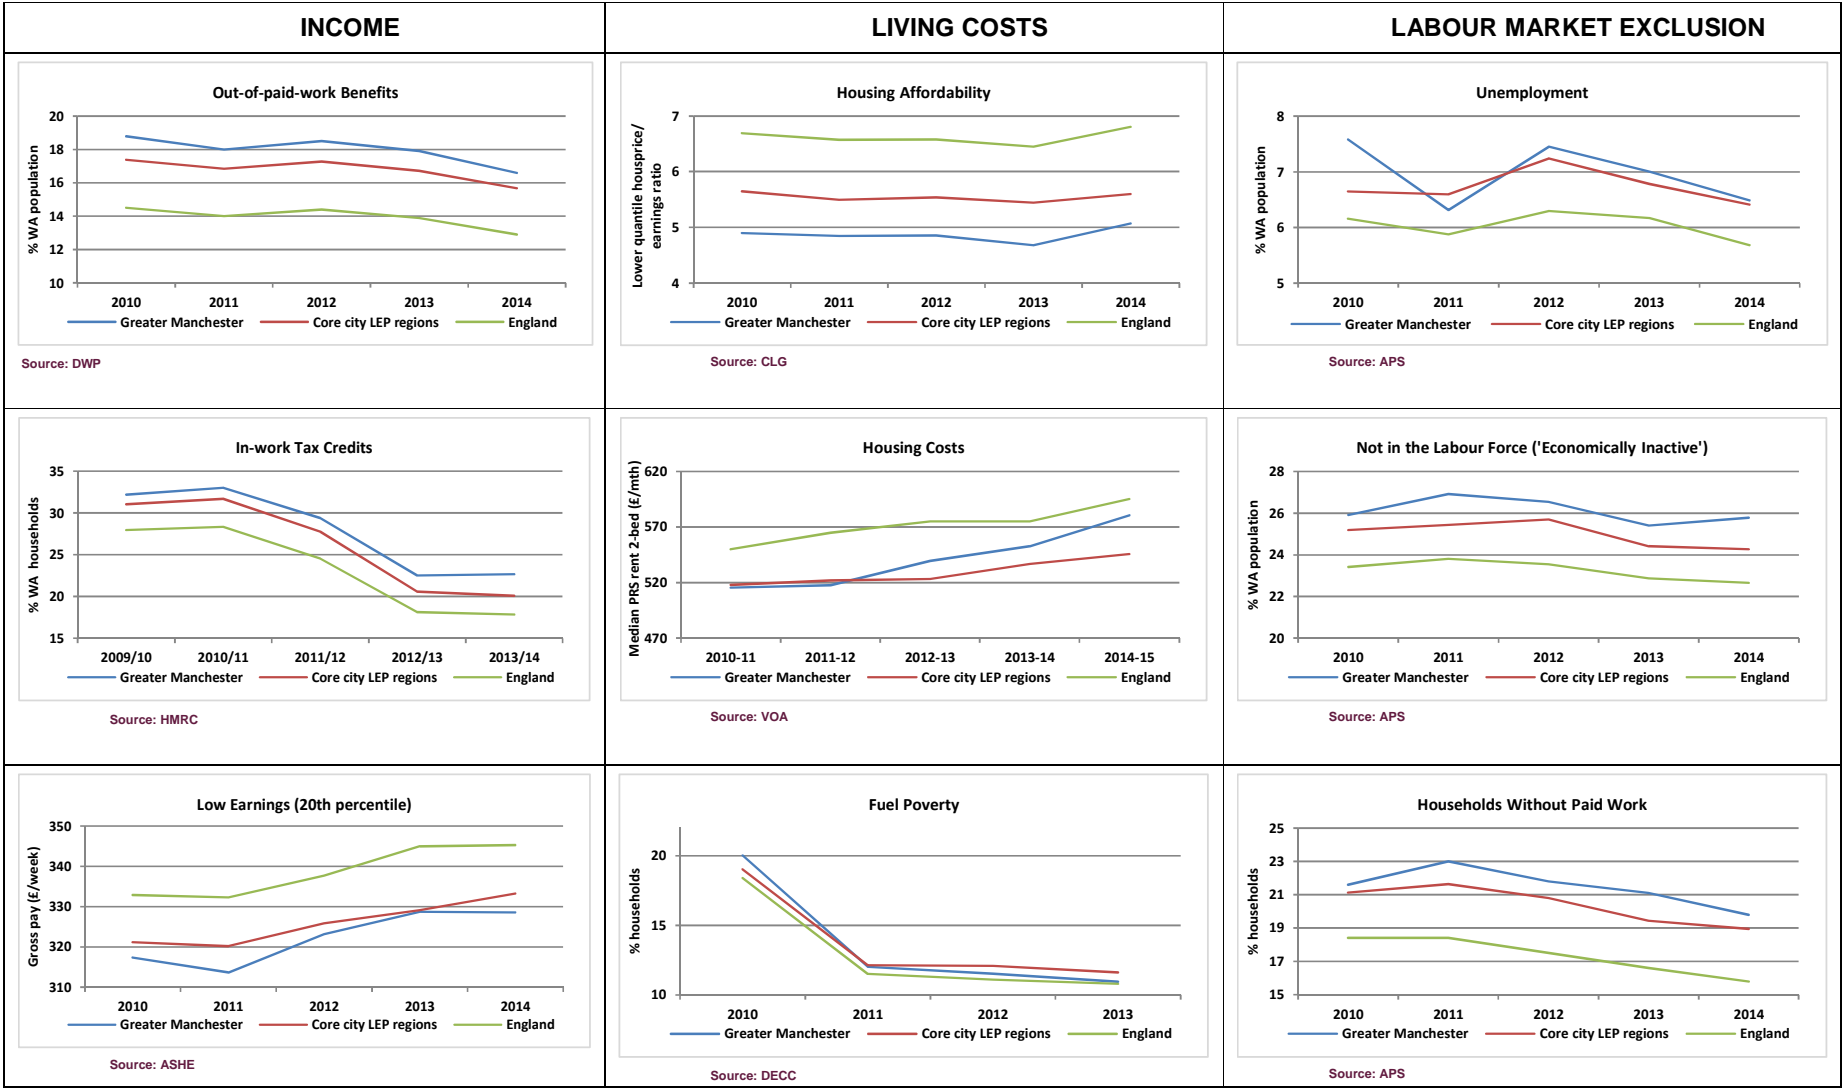 INCOME
LIVING COSTS
LABOUR MARKET EXCLUSION
Out-of-paid-work Benefits
% WA population
20
18
16
14
12
10
2010 2011 2012 2013 2014
Greater Manchester Core city LEP regions England
Source: DWP
Housing Affordability
Lower quantile housprice/
earnings ratio
7
6
5
4
2010 2011 2012 2013 2014
Greater Manchester Core city LEP regions England
Source: CLG
Unemployment
% WA population
8
7
6
5
2010 2011 2012 2013 2014
Greater Manchester Core city LEP regions England
Source: APS
In-work Tax Credits
% WA households
35
30
25
20
15
2009/10 2010/11 2011/12 2012/13 2013/14
Greater Manchester Core city LEP regions England
Source: HMRC
Housing Costs
Median PRS rent 2-bed (£/mth)
620
570
520
470
2010-11 2011-12 2012-13 2013-14 2014-15
Greater Manchester Core city LEP regions England
Source: VOA
Not in the Labour Force ('Economically Inactive')
% WA population
28
26
24
22
20
2010 2011 2012 2013 2014
Greater Manchester Core city LEP regions England
Source: APS
Low Earnings (20th percentile)
Gross pay (£/week)
350
340
330
320
310
2010 2011 2012 2013 2014
Greater Manchester Core city LEP regions England
Source: ASHE
Fuel Poverty
% households
20
15
10
2010 2011 2012 2013
Greater Manchester Core city LEP regions England
Source: DECC
Households Without Paid Work
% households
25
23
21
19
17
15
2010 2011 2012 2013 2014
Greater Manchester Core city LEP regions England
Source: APS